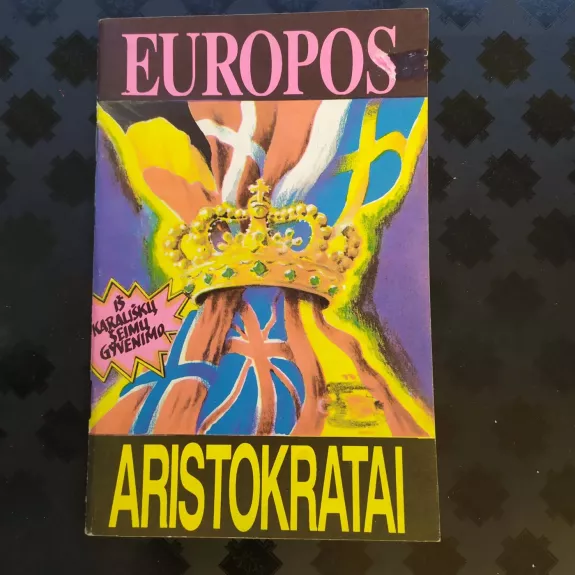 EUROPOS
IŠ
KARALIŠKŲ
ŠEIMŲ
GYVENIMO
ARISTOKRATAI